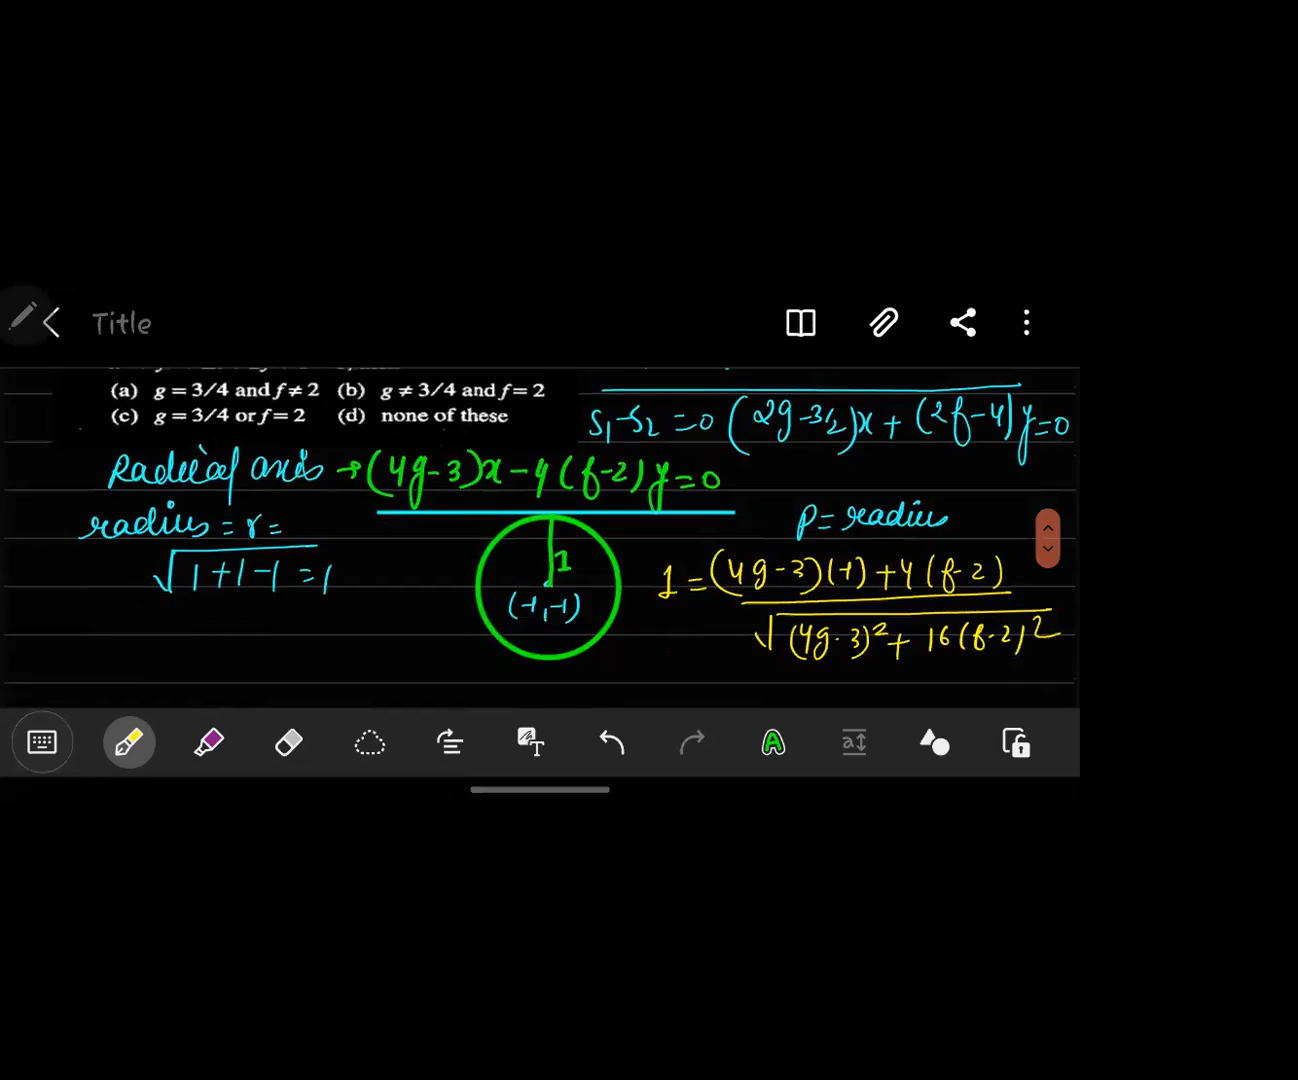 Title
(a) g = 3/4 and f ≠ 2 (b) g ≠ 3/4 and f = 2
(c) g = 3/4 or f = 2 (d) none of these
S₁-S₂ = 0 (2g-3/2)x + (2f-4)y=0
Radical axis → (4g-3)x - 4(f-2)y = 0
radius = r =
√1+1-1 = 1
1
(-1,-1)
P = radius
1 = (4g-3)(-1) + 4(f-2)
√(4g-3)² + 16(f-2)²
T
A
a